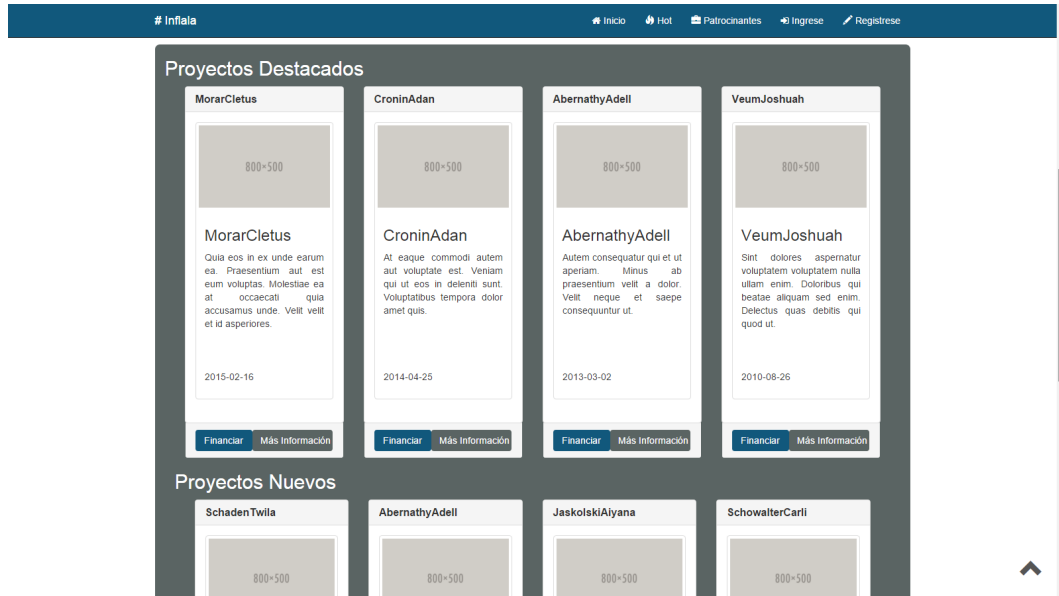 # Inflala
Inicio
Hot
Patrocinantes
Ingrese
Registrese
Proyectos Destacados
MorarCletus
800×500
MorarCletus
Quia eos in ex unde earum
ea. Praesentium aut est
eum voluptas. Molestiae ea
at occaecati quia
accusamus unde. Velit velit
et id asperiores.
2015-02-16
Financiar
Más Información
CroninAdan
800×500
CroninAdan
At eaque commodi autem
aut voluptate est. Veniam
qui ut eos in deleniti sunt.
Voluptatibus tempora dolor
amet quis.
2014-04-25
Financiar
Más Información
AbernathyAdell
800×500
AbernathyAdell
Autem consequatur qui et ut
aperiam. Minus ab
praesentium velit a dolor.
Velit neque et saepe
consequuntur ut.
2013-03-02
Financiar
Más Información
VeumJoshuah
800×500
VeumJoshuah
Sint dolores aspernatur
voluptatem voluptatem nulla
ullam enim. Doloribus qui
beatae aliquam sed enim.
Delectus quas debitis qui
quod ut.
2010-08-26
Financiar
Más Información
Proyectos Nuevos
SchadenTwila
800×500
AbernathyAdell
800×500
JaskolskiAiyana
800×500
SchowalterCarli
800×500